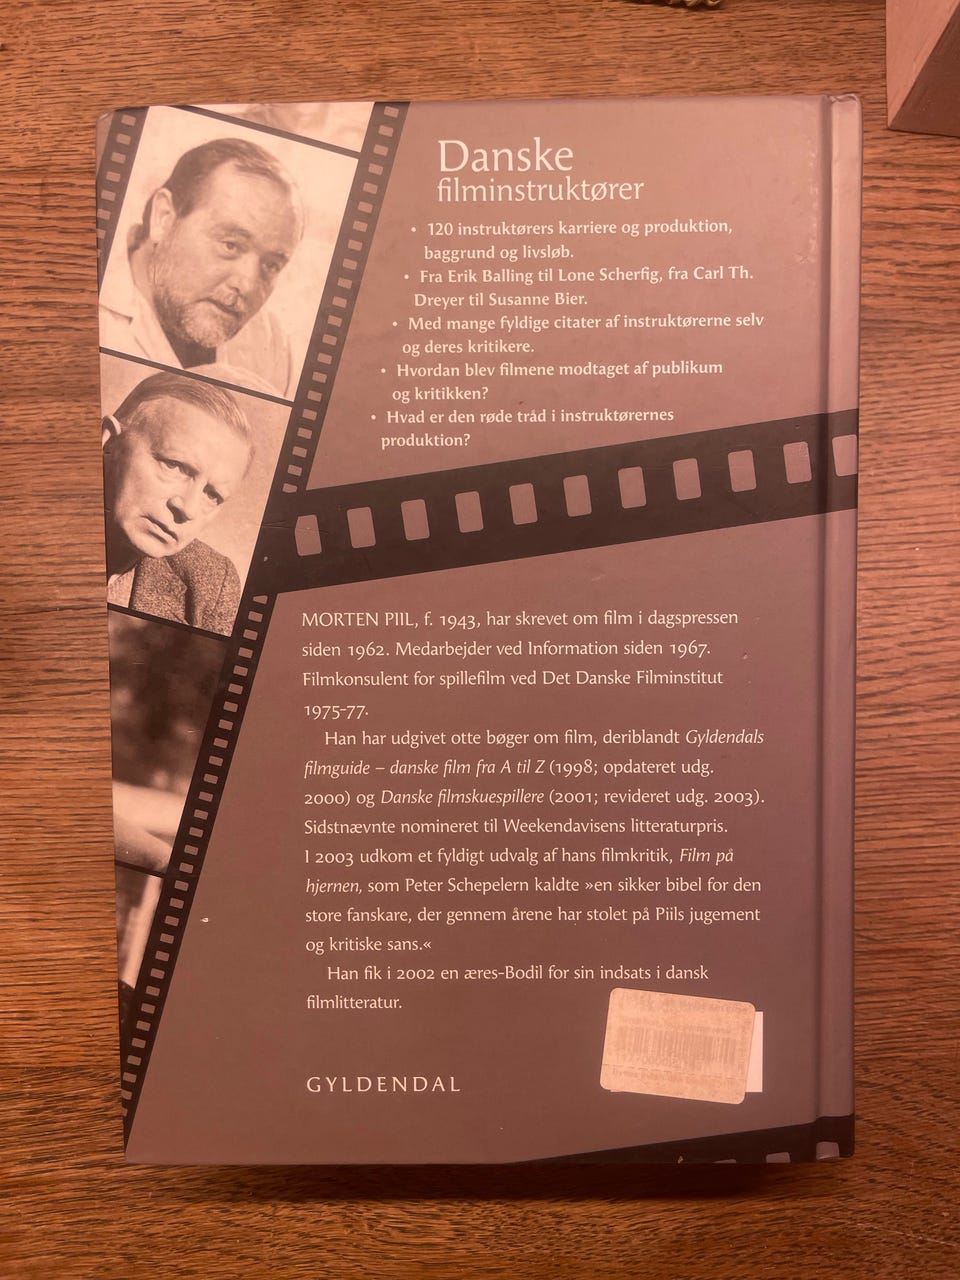 Danske
filminstruktører
• 120 instruktørers karriere og produktion,
baggrund og livsløb.
• Fra Erik Balling til Lone Scherfig, fra Carl Th.
Dreyer til Susanne Bier.
• Med mange fyldige citater af instruktørerne selv
og deres kritikere.
• Hvordan blev filmene modtaget af publikum
og kritikken?
• Hvad er den røde tråd i instruktørernes
produktion?
MORTEN PIIL, f. 1943, har skrevet om film i dagspressen
siden 1962. Medarbejder ved Information siden 1967.
Filmkonsulent for spillefilm ved Det Danske Filminstitut
1975-77.
Han har udgivet otte bøger om film, deriblandt Gyldendals
filmguide – danske film fra A til Z (1998; opdateret udg.
2000) og Danske filmskuespillere (2001; revideret udg. 2003).
Sidstnævnte nomineret til Weekendavisens litteraturpris.
I 2003 udkom et fyldigt udvalg af hans filmkritik, Film på
hjernen, som Peter Schepelern kaldte »en sikker bibel for den
store fanskare, der gennem årene har stolet på Piils jugement
og kritiske sans.«
Han fik i 2002 en æres-Bodil for sin indsats i dansk
filmlitteratur.
GYLDENDAL